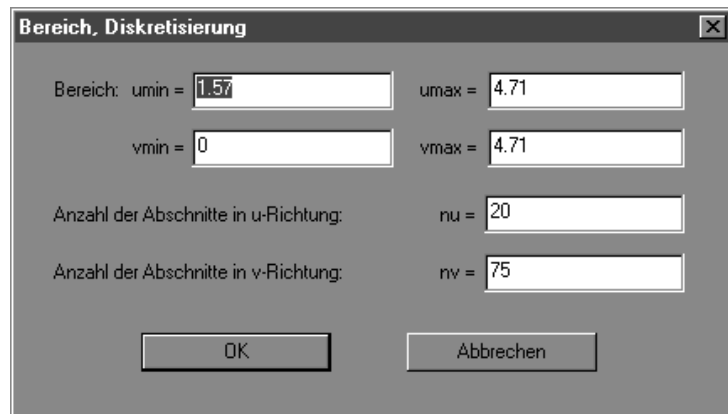 Bereich, Diskretisierung
Bereich: umin = 1.57 umax = 4.71
vmin = 0 vmax = 4.71
Anzahl der Abschnitte in u-Richtung: nu = 20
Anzahl der Abschnitte in v-Richtung: nv = 75
OK Abbrechen